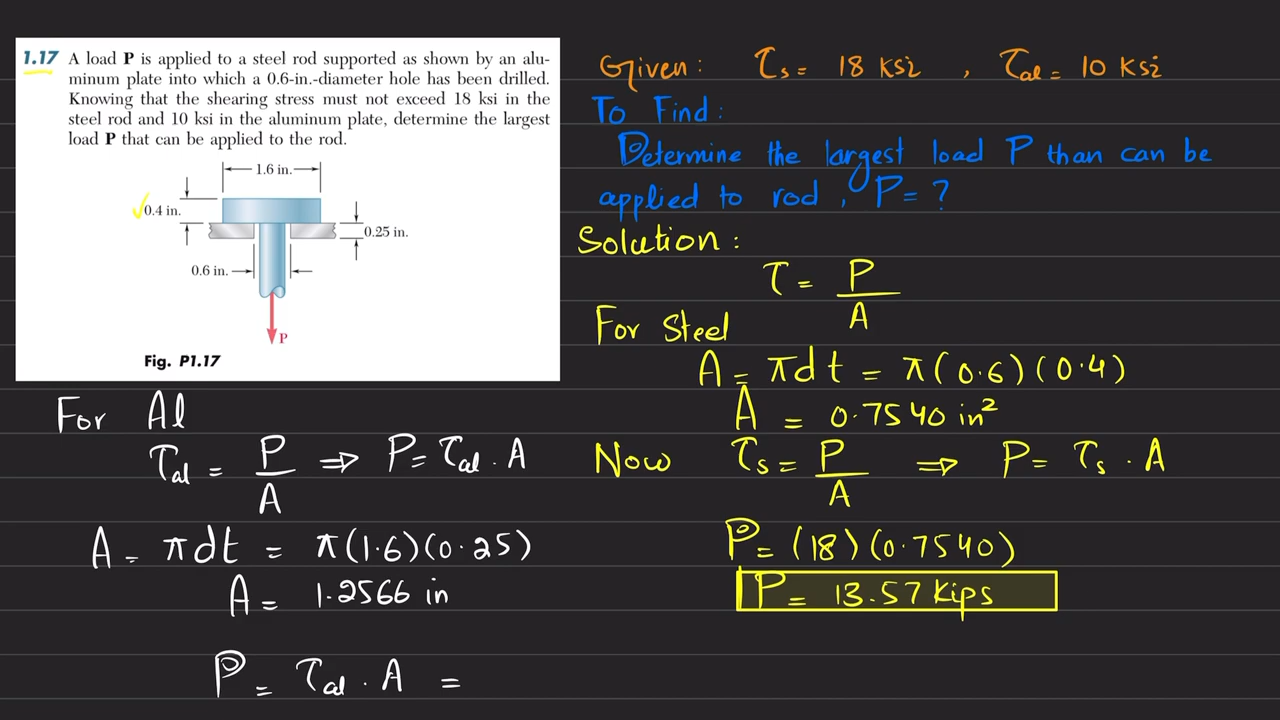 1.17 A load P is applied to a steel rod supported as shown by an alu-
minum plate into which a 0.6-in.-diameter hole has been drilled.
Knowing that the shearing stress must not exceed 18 ksi in the
steel rod and 10 ksi in the aluminum plate, determine the largest
load P that can be applied to the rod.
1.6 in.
✓0.4 in.
0.25 in.
0.6 in.
P
Fig. P1.17
Given: τs = 18 Ksi , τal = 10 Ksi
To Find:
Determine the largest load P than can be
applied to rod, P = ?
Solution:
τ = P/A
For Steel
A = πdt = π(0.6)(0.4)
A = 0.7540 in²
Now τs = P/A ⇒ P = τs . A
P = (18)(0.7540)
P = 13.57 Kips
For Al
τal = P/A ⇒ P = τal . A
A = πdt = π(1.6)(0.25)
A = 1.2566 in
P = τal . A =